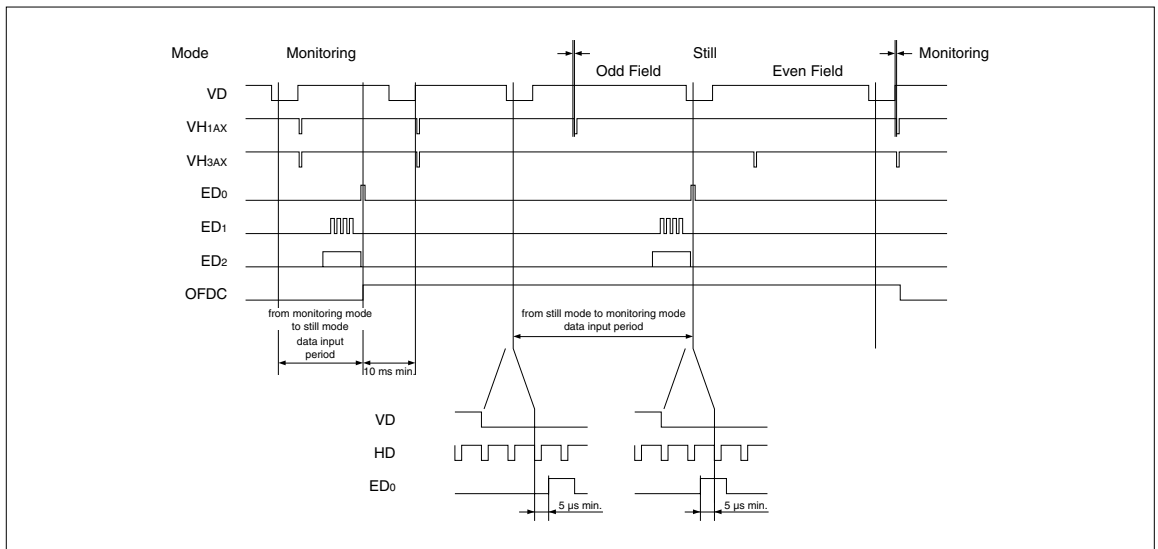 Mode Monitoring Still Monitoring
Odd Field Even Field
VD
VH1AX
VH3AX
ED0
ED1
ED2
OFDC
from monitoring mode
to still mode
data input
period
10 ms min.
from still mode to monitoring mode
data input period
VD
HD
ED0
5 µs min.
5 µs min.